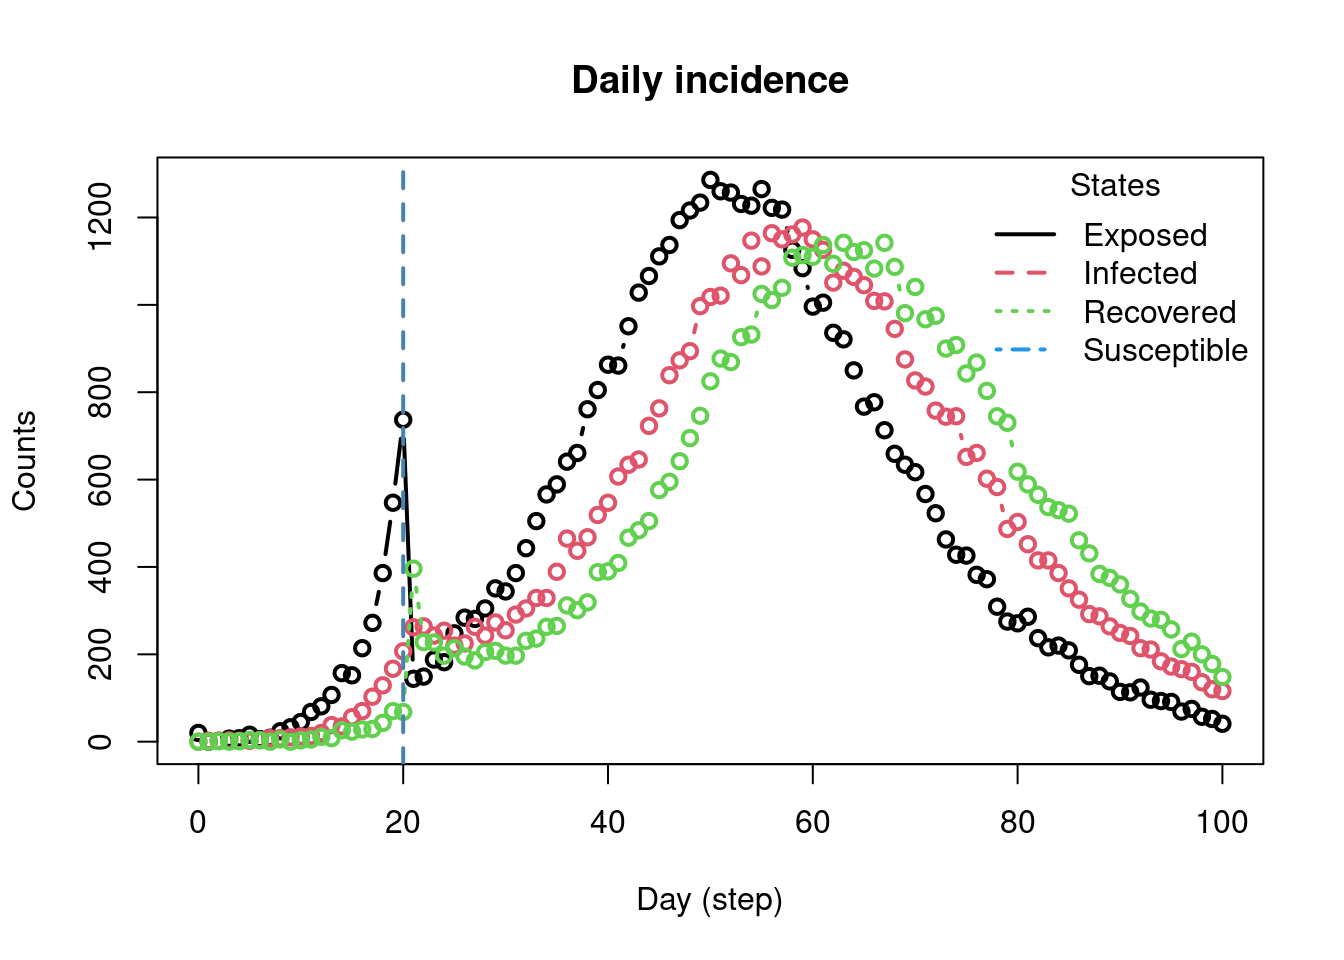 Daily incidence
States
Exposed
Infected
Recovered
Susceptible
Counts
1200
800
600
400
200
0
0 20 40 60 80 100
Day (step)